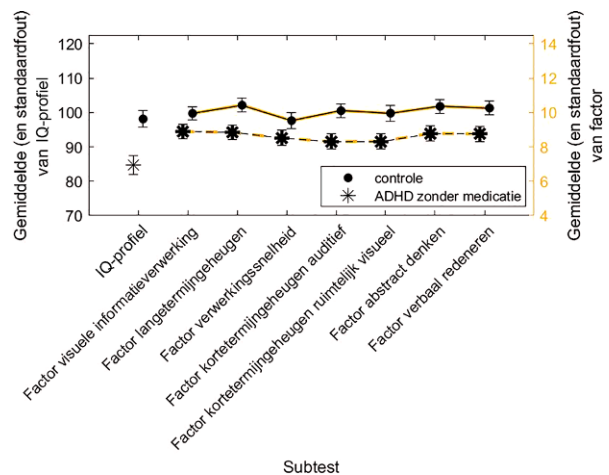 Gemiddelde (en standaardfout)
van IQ-profiel
120
110
100
90
80
70
14
12
10
8
6
4
Gemiddelde (en standaardfout)
van factor
controle
ADHD zonder medicatie
IQ-profiel
Factor visuele informatieverwerking
Factor langetermijngeheugen
Factor verwerkingssnelheid
Factor kortetermijngeheugen auditief
Factor kortetermijngeheugen ruimtelijk visueel
Factor abstract denken
Factor verbaal redeneren
Subtest